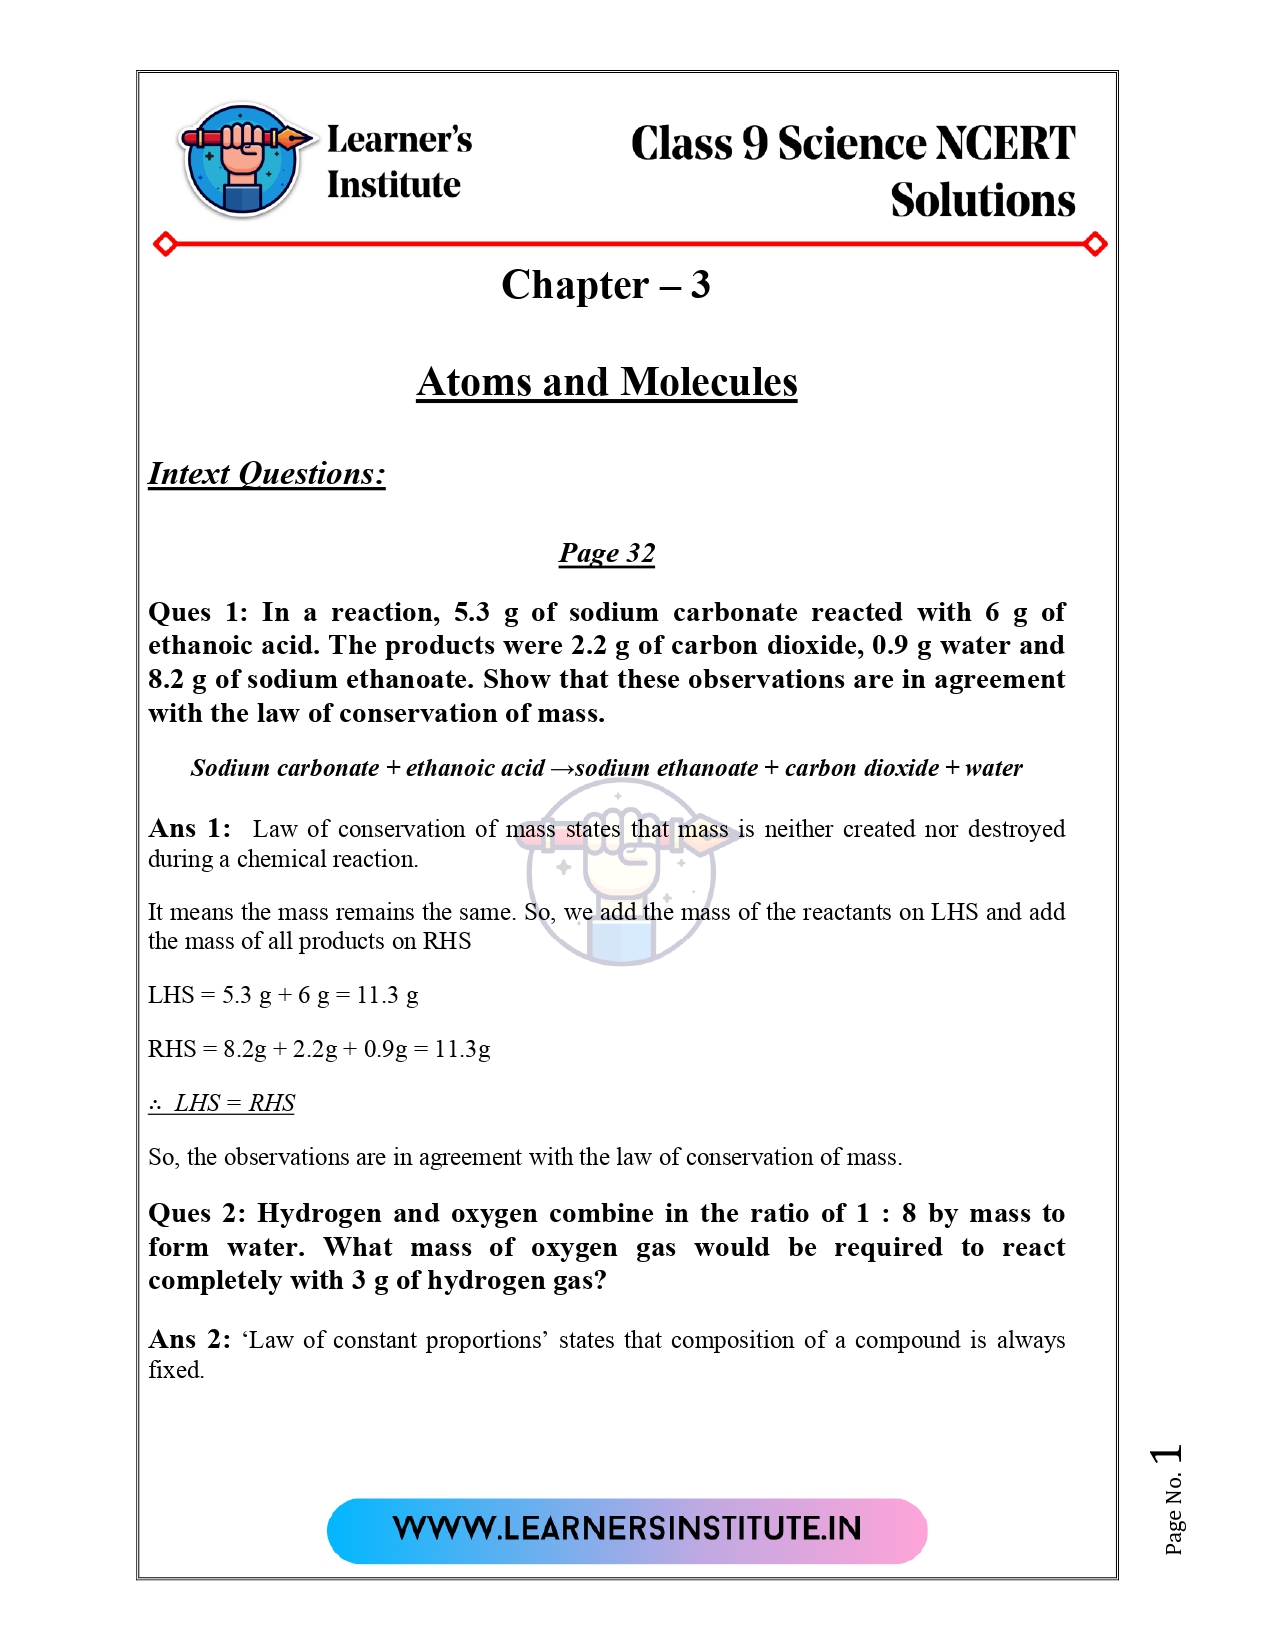 Learner's
Institute
Class 9 Science NCERT
Solutions
Chapter – 3
Atoms and Molecules
Intext Questions:
Page 32
Ques 1: In a reaction, 5.3 g of sodium carbonate reacted with 6 g of
ethanoic acid. The products were 2.2 g of carbon dioxide, 0.9 g water and
8.2 g of sodium ethanoate. Show that these observations are in agreement
with the law of conservation of mass.
Sodium carbonate + ethanoic acid →sodium ethanoate + carbon dioxide + water
Ans 1: Law of conservation of mass states that mass is neither created nor destroyed
during a chemical reaction.
It means the mass remains the same. So, we add the mass of the reactants on LHS and add
the mass of all products on RHS
LHS = 5.3 g + 6 g = 11.3 g
RHS = 8.2g + 2.2g + 0.9g = 11.3g
∴ LHS = RHS
So, the observations are in agreement with the law of conservation of mass.
Ques 2: Hydrogen and oxygen combine in the ratio of 1 : 8 by mass to
form water. What mass of oxygen gas would be required to react
completely with 3 g of hydrogen gas?
Ans 2: ‘Law of constant proportions’ states that composition of a compound is always
fixed.
Page No. 1
WWW.LEARNERSINSTITUTE.IN